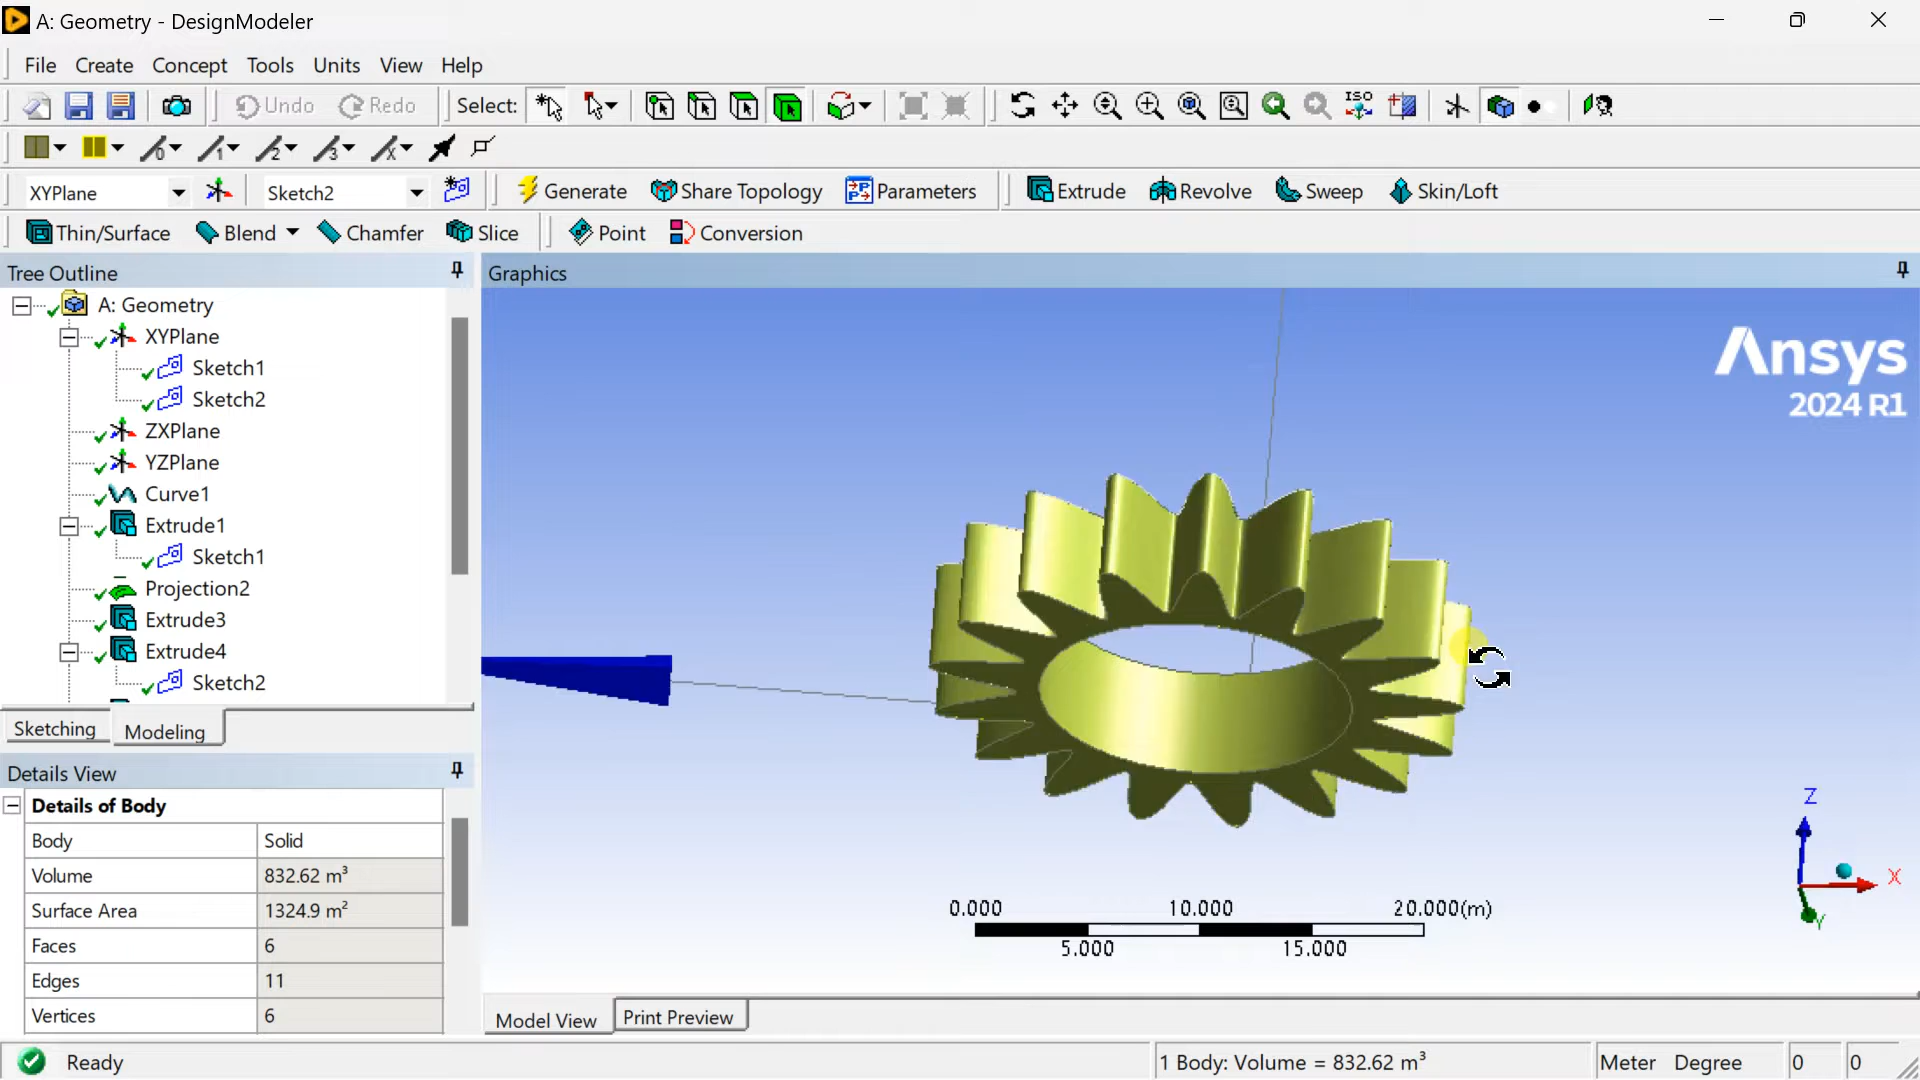 A: Geometry - DesignModeler
File Create Concept Tools Units View Help
Undo Redo Select: ISO
0 1 2 3 x
XYPlane Sketch2 Generate Share Topology Parameters Extrude Revolve Sweep Skin/Loft
Thin/Surface Blend Chamfer Slice Point Conversion
Tree Outline
Graphics
A: Geometry
XYPlane
Sketch1
Sketch2
ZXPlane
YZPlane
Curve1
Extrude1
Sketch1
Projection2
Extrude3
Extrude4
Sketch2
Sketching Modeling
Details View
Details of Body
Body Solid
Volume 832.62 m³
Surface Area 1324.9 m²
Faces 6
Edges 11
Vertices 6
Ansys
2024 R1
Z
X
Y
0.000 10.000 20.000(m)
5.000 15.000
Model View Print Preview
Ready 1 Body: Volume = 832.62 m³ Meter Degree 0 0